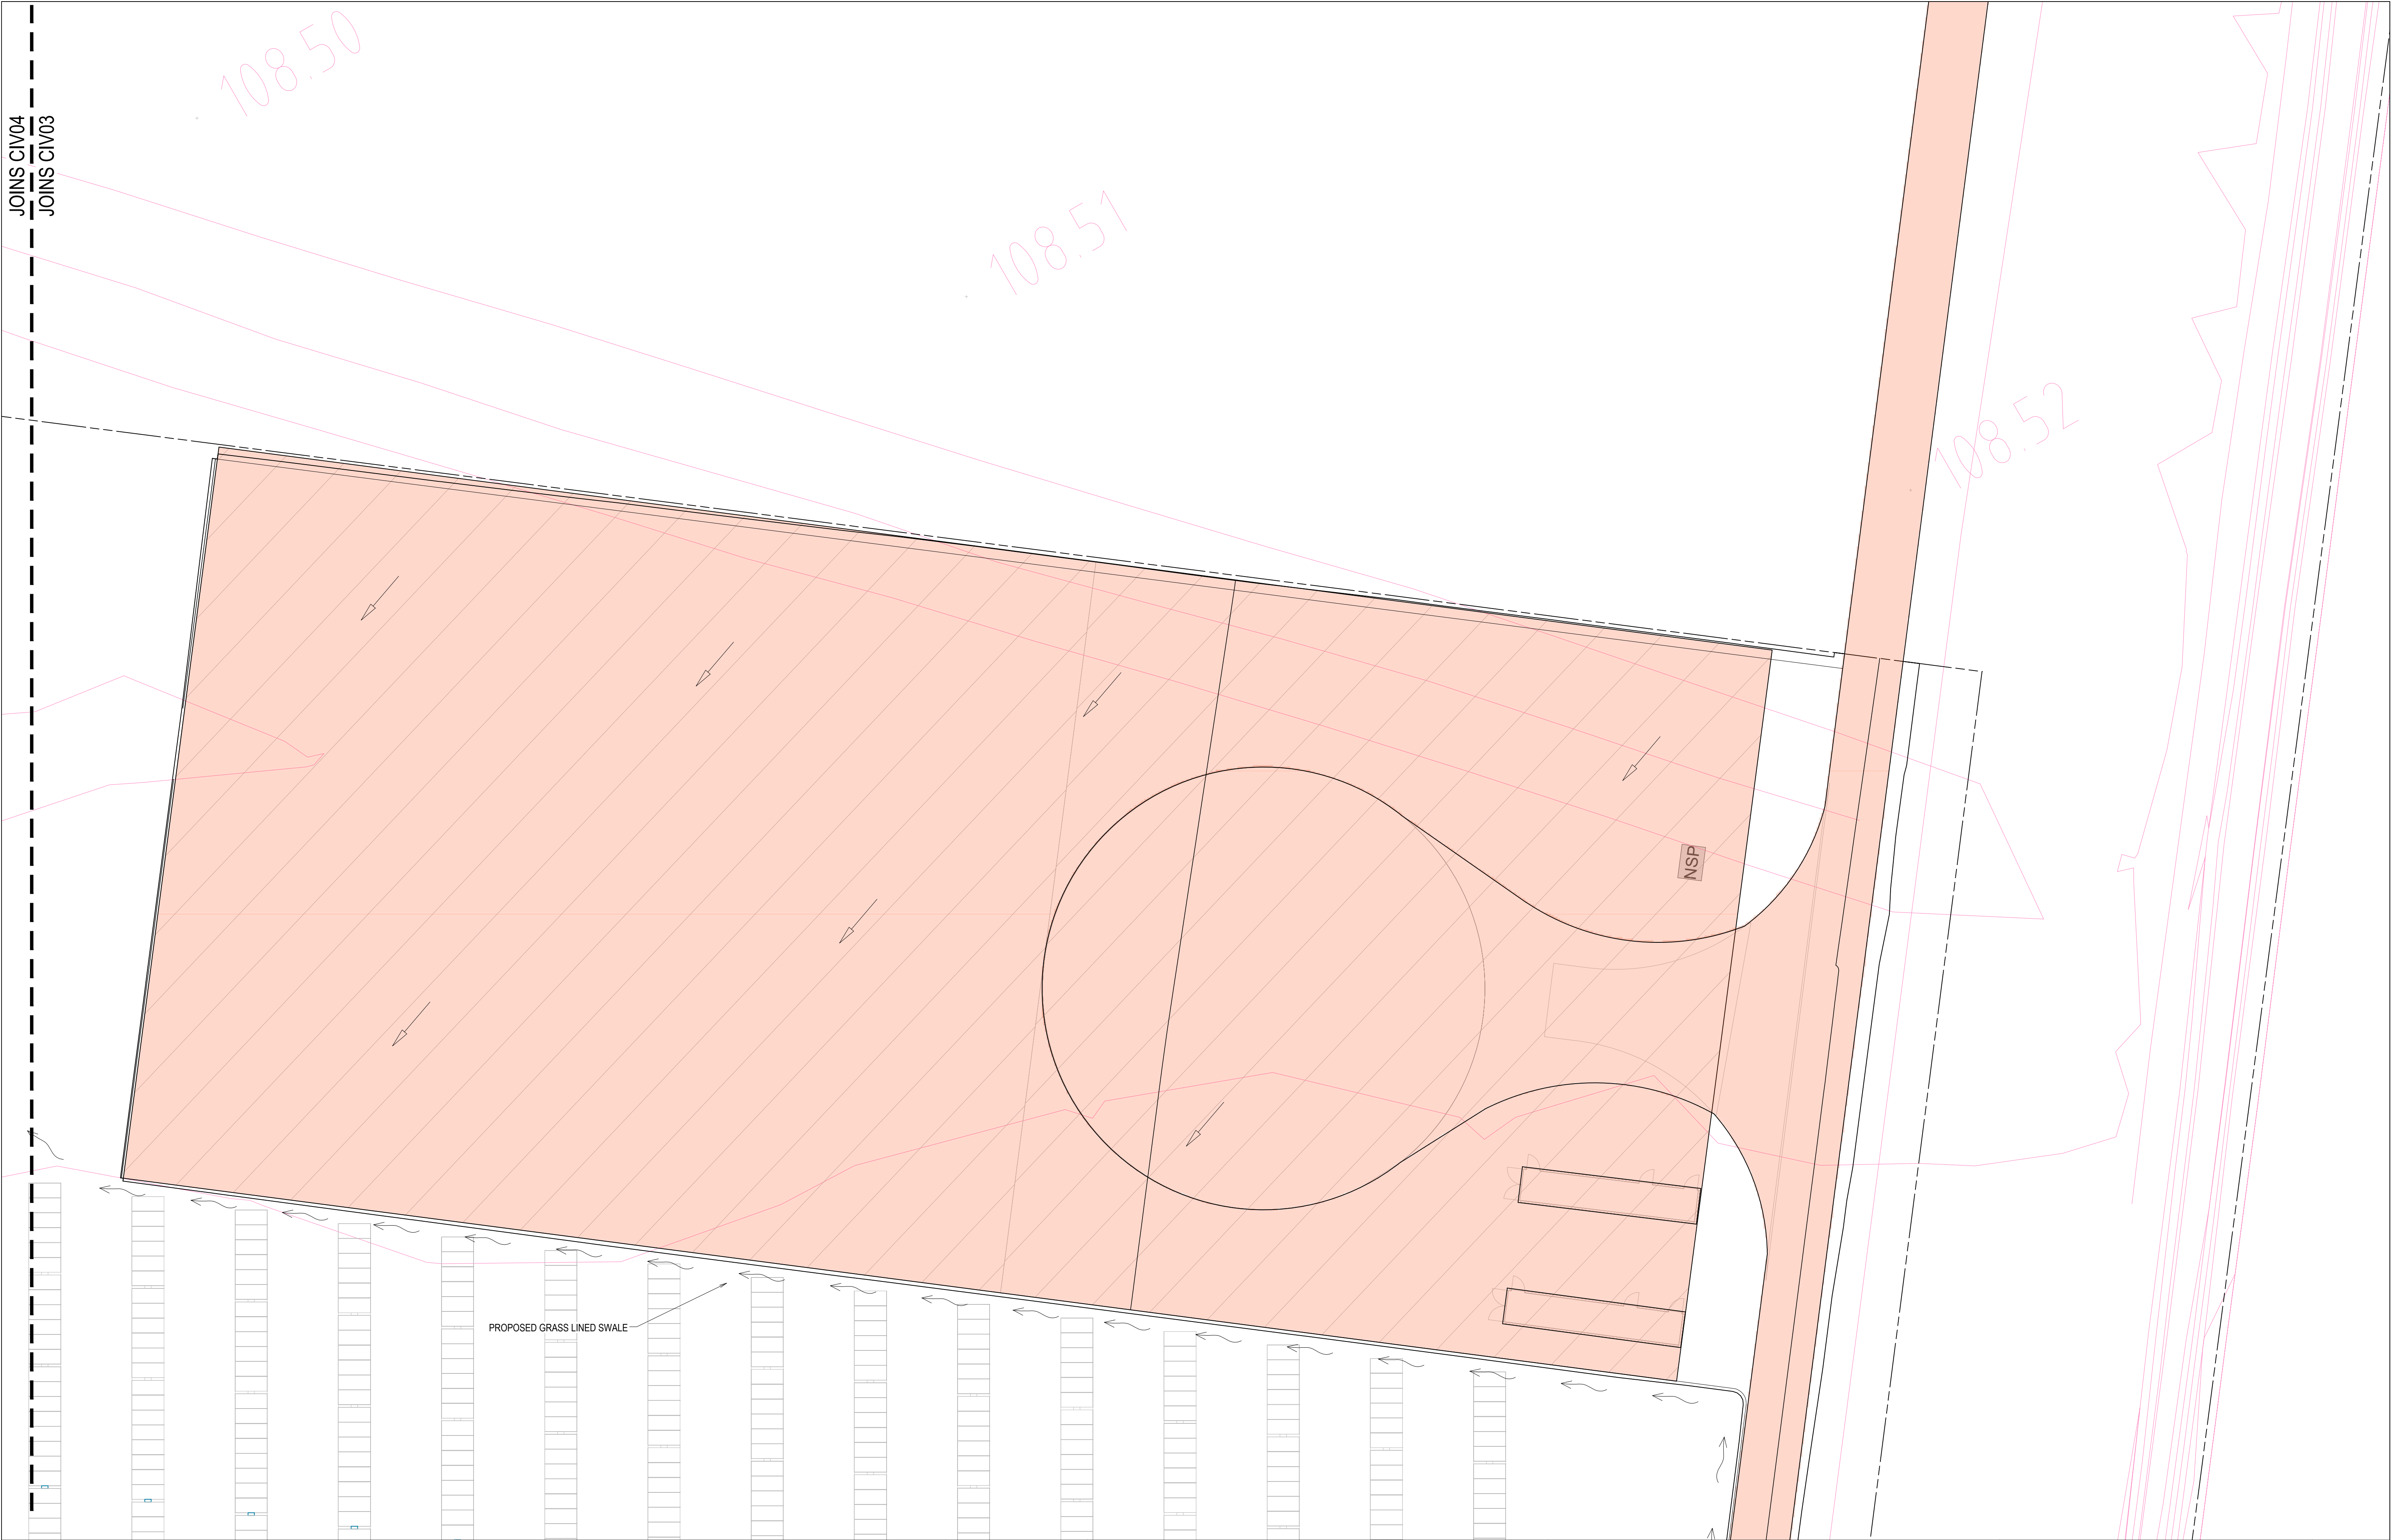 108.50
JOINS CIV04
JOINS CIV03
108.51
108.52
NSP
PROPOSED GRASS LINED SWALE